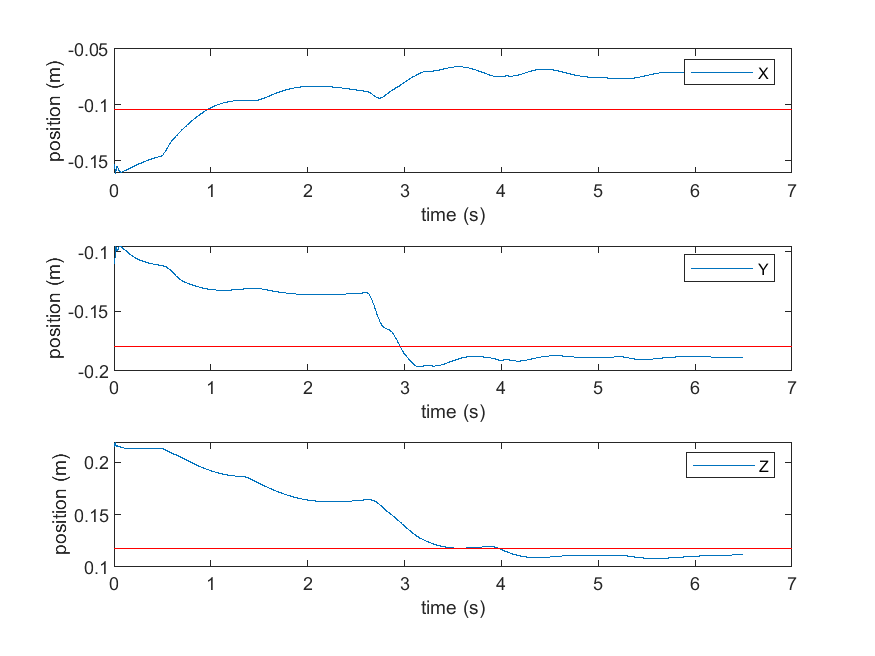 -0.05
-0.1
-0.15
position (m)
X
0 1 2 3 4 5 6 7
time (s)
-0.1
-0.15
-0.2
position (m)
Y
0 1 2 3 4 5 6 7
time (s)
0.2
0.15
0.1
position (m)
Z
0 1 2 3 4 5 6 7
time (s)